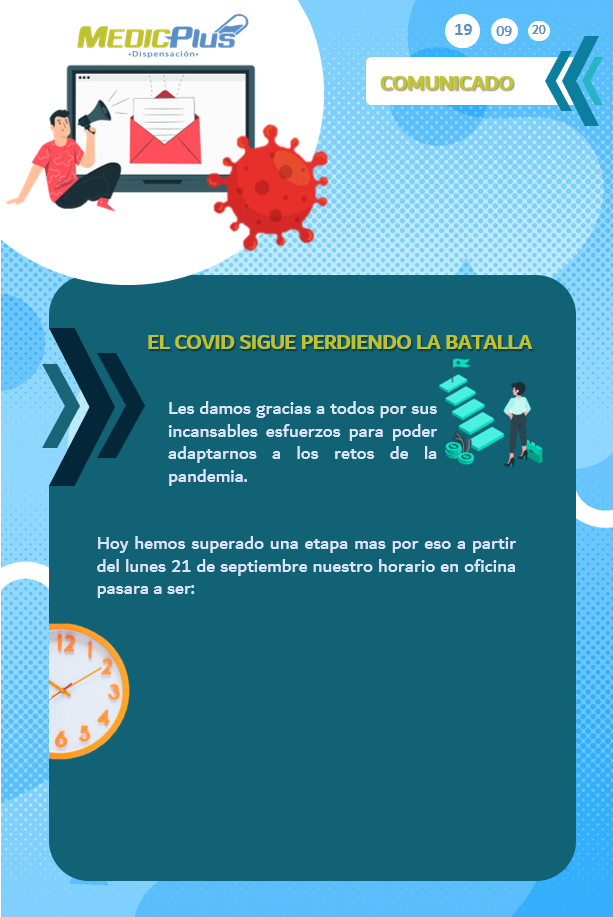 MEDICPlus
•Dispensación•
19 09 20
COMUNICADO
EL COVID SIGUE PERDIENDO LA BATALLA
Les damos gracias a todos por sus
incansables esfuerzos para poder
adaptarnos a los retos de la
pandemia.
Hoy hemos superado una etapa mas por eso a partir
del lunes 21 de septiembre nuestro horario en oficina
pasara a ser:
12
1
2
3
4
5
6